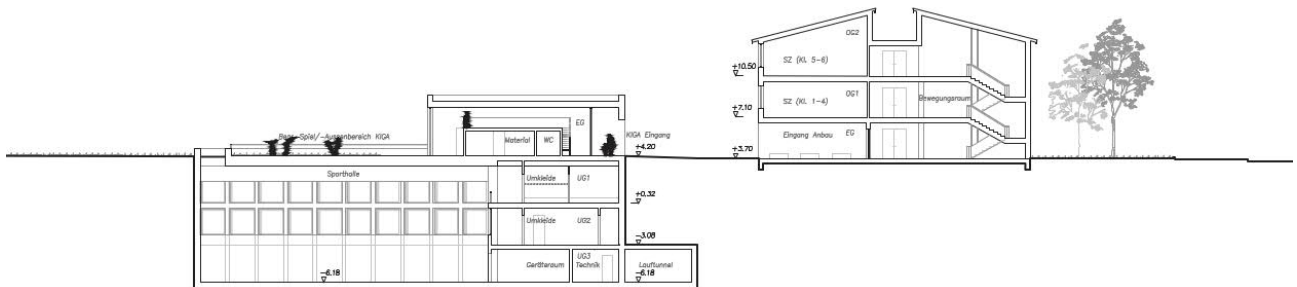 OG2
+10.50
SZ (Kl. 5-6)
OG1
SZ (Kl. 1-4)
Bewegungsraum
+7.10
EG
KIGA Eingang
Eingang Anbau
EG
-Spiel/-Aussenbereich KIGA
Material
WC
+4.20
+3.70
Sporthalle
Umkleide
UG1
+0.32
Umkleide
UG2
-3.08
UG3
Geräteraum
Technik
Lauftunnel
-6.18
-6.18